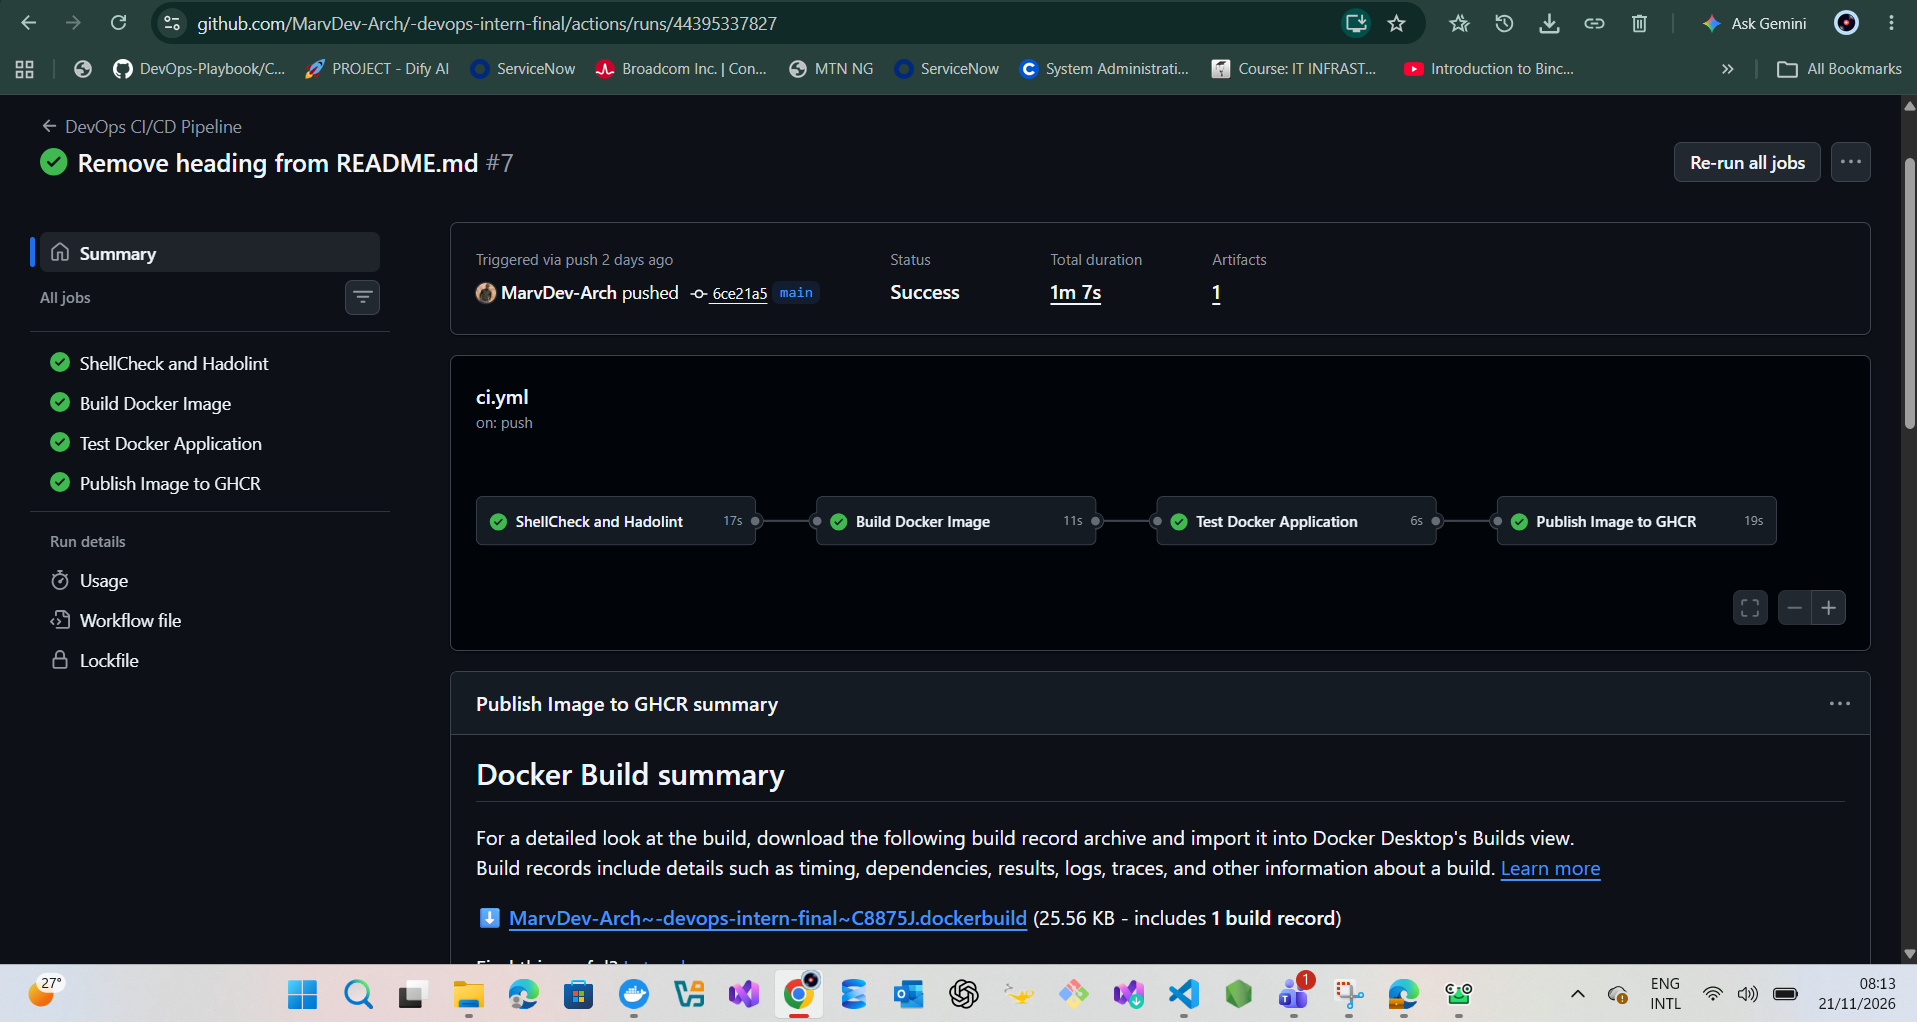 github.com/MarvDev-Arch/-devops-intern-final/actions/runs/44395337827
Ask Gemini
DevOps-Playbook/C...
PROJECT - Dify AI
ServiceNow
Broadcom Inc. | Con...
MTN NG
ServiceNow
System Administrati...
Course: IT INFRAST...
Introduction to Binc...
All Bookmarks
DevOps CI/CD Pipeline
Remove heading from README.md #7
Re-run all jobs
Summary
All jobs
ShellCheck and Hadolint
Build Docker Image
Test Docker Application
Publish Image to GHCR
Run details
Usage
Workflow file
Lockfile
Triggered via push 2 days ago
MarvDev-Arch pushed 6ce21a5 main
Status
Success
Total duration
1m 7s
Artifacts
1
ci.yml
on: push
ShellCheck and Hadolint 17s
Build Docker Image 11s
Test Docker Application 6s
Publish Image to GHCR 19s
Publish Image to GHCR summary
Docker Build summary
For a detailed look at the build, download the following build record archive and import it into Docker Desktop's Builds view.
Build records include details such as timing, dependencies, results, logs, traces, and other information about a build. Learn more
MarvDev-Arch~-devops-intern-final~C8875J.dockerbuild (25.56 KB - includes 1 build record)
27°
1
ENG
INTL
08:13
21/11/2026